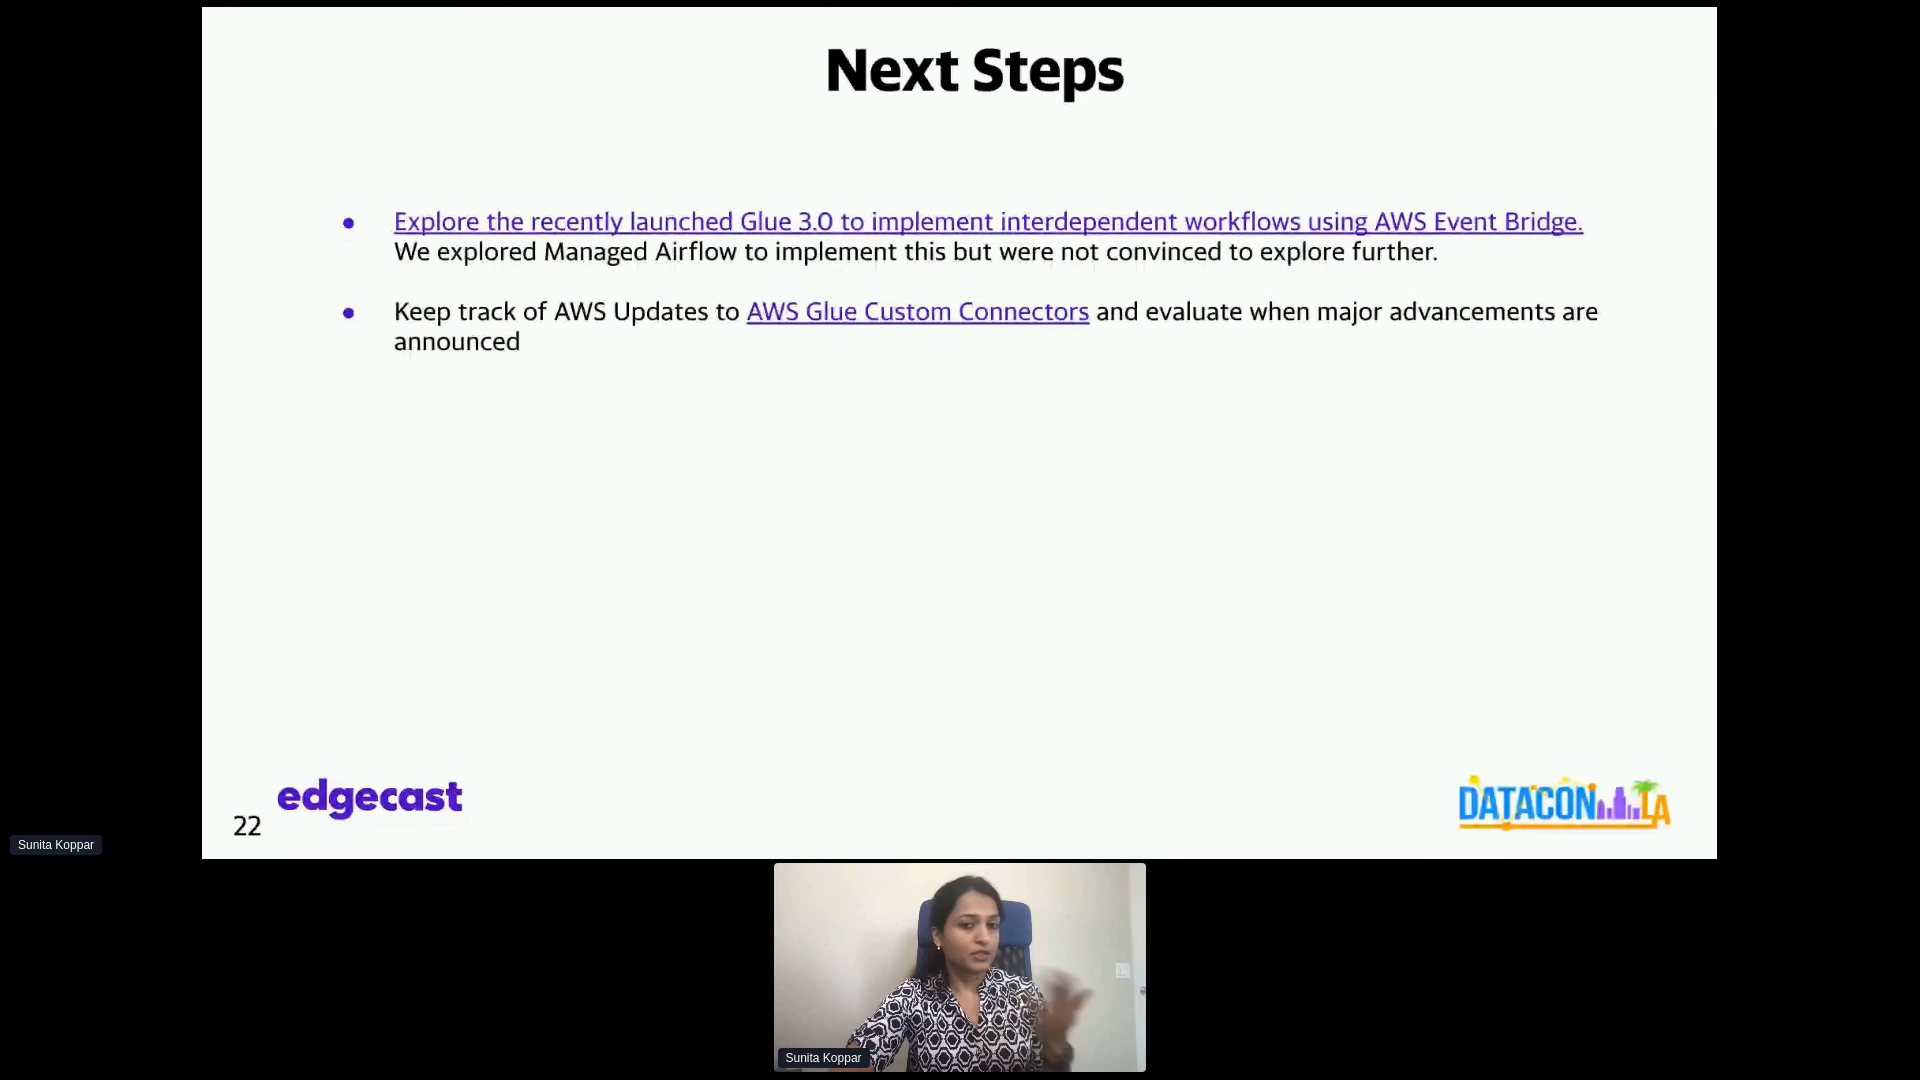 Next Steps
Explore the recently launched Glue 3.0 to implement interdependent workflows using AWS Event Bridge.
We explored Managed Airflow to implement this but were not convinced to explore further.
Keep track of AWS Updates to AWS Glue Custom Connectors and evaluate when major advancements are
announced
edgecast
DATACON LA
22
Sunita Koppar
Sunita Koppar